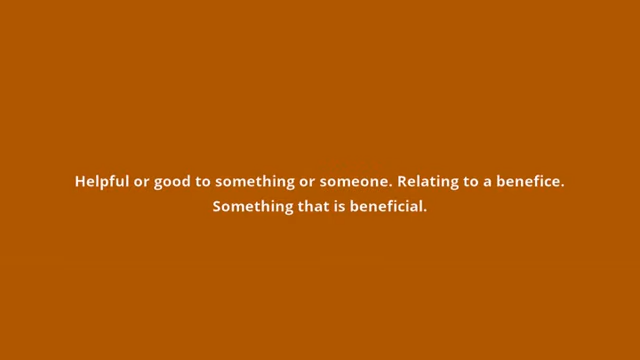 Helpful or good to something or someone. Relating to a benefice.
Something that is beneficial.